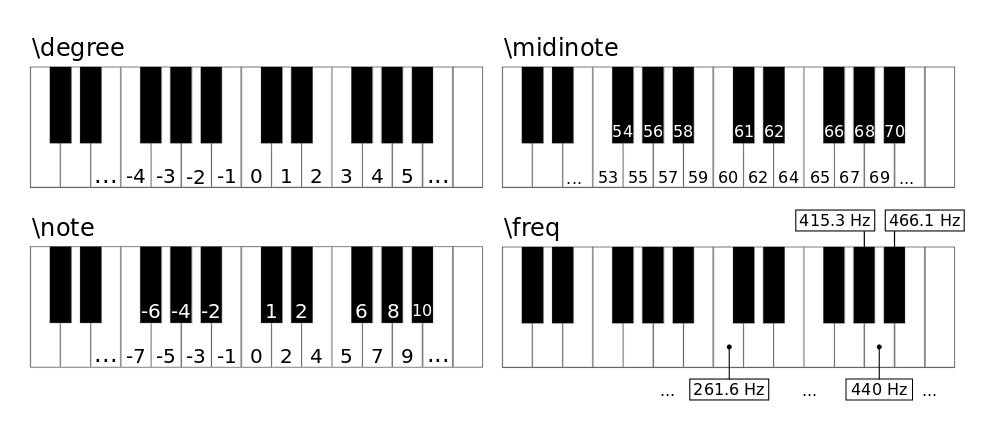 \degree
... -4 -3 -2 -1 0 1 2 3 4 5 ...
\midinote
54 56 58 61 62 66 68 70
... 53 55 57 59 60 62 64 65 67 69 ...
\note
-6 -4 -2 1 2 6 8 10
... -7 -5 -3 -1 0 2 4 5 7 9 ...
\freq
415.3 Hz 466.1 Hz
... 261.6 Hz ... 440 Hz ...